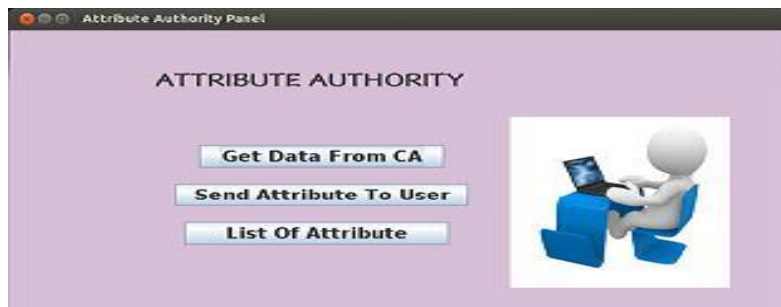 Attribute Authority Panel
ATTRIBUTE AUTHORITY
Get Data From CA
Send Attribute To User
List Of Attribute